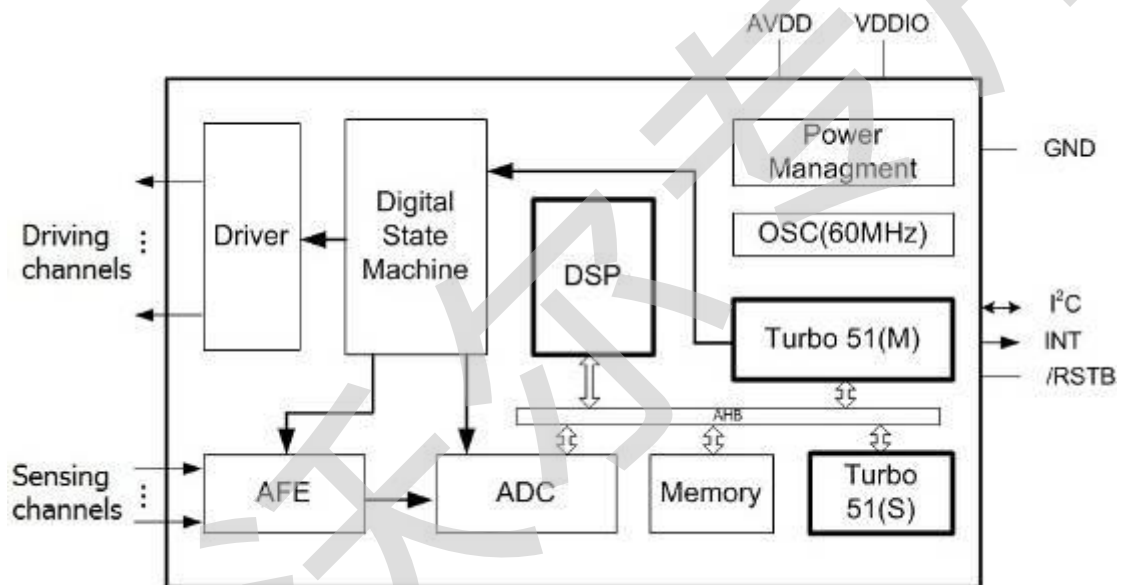 AVDD VDDIO
Power
Managment
GND
Digital
State
Machine
Driving
channels
Driver
OSC(60MHz)
DSP
I²C
Turbo 51(M)
INT
/RSTB
AHB
Sensing
channels
AFE
ADC
Memory
Turbo
51(S)